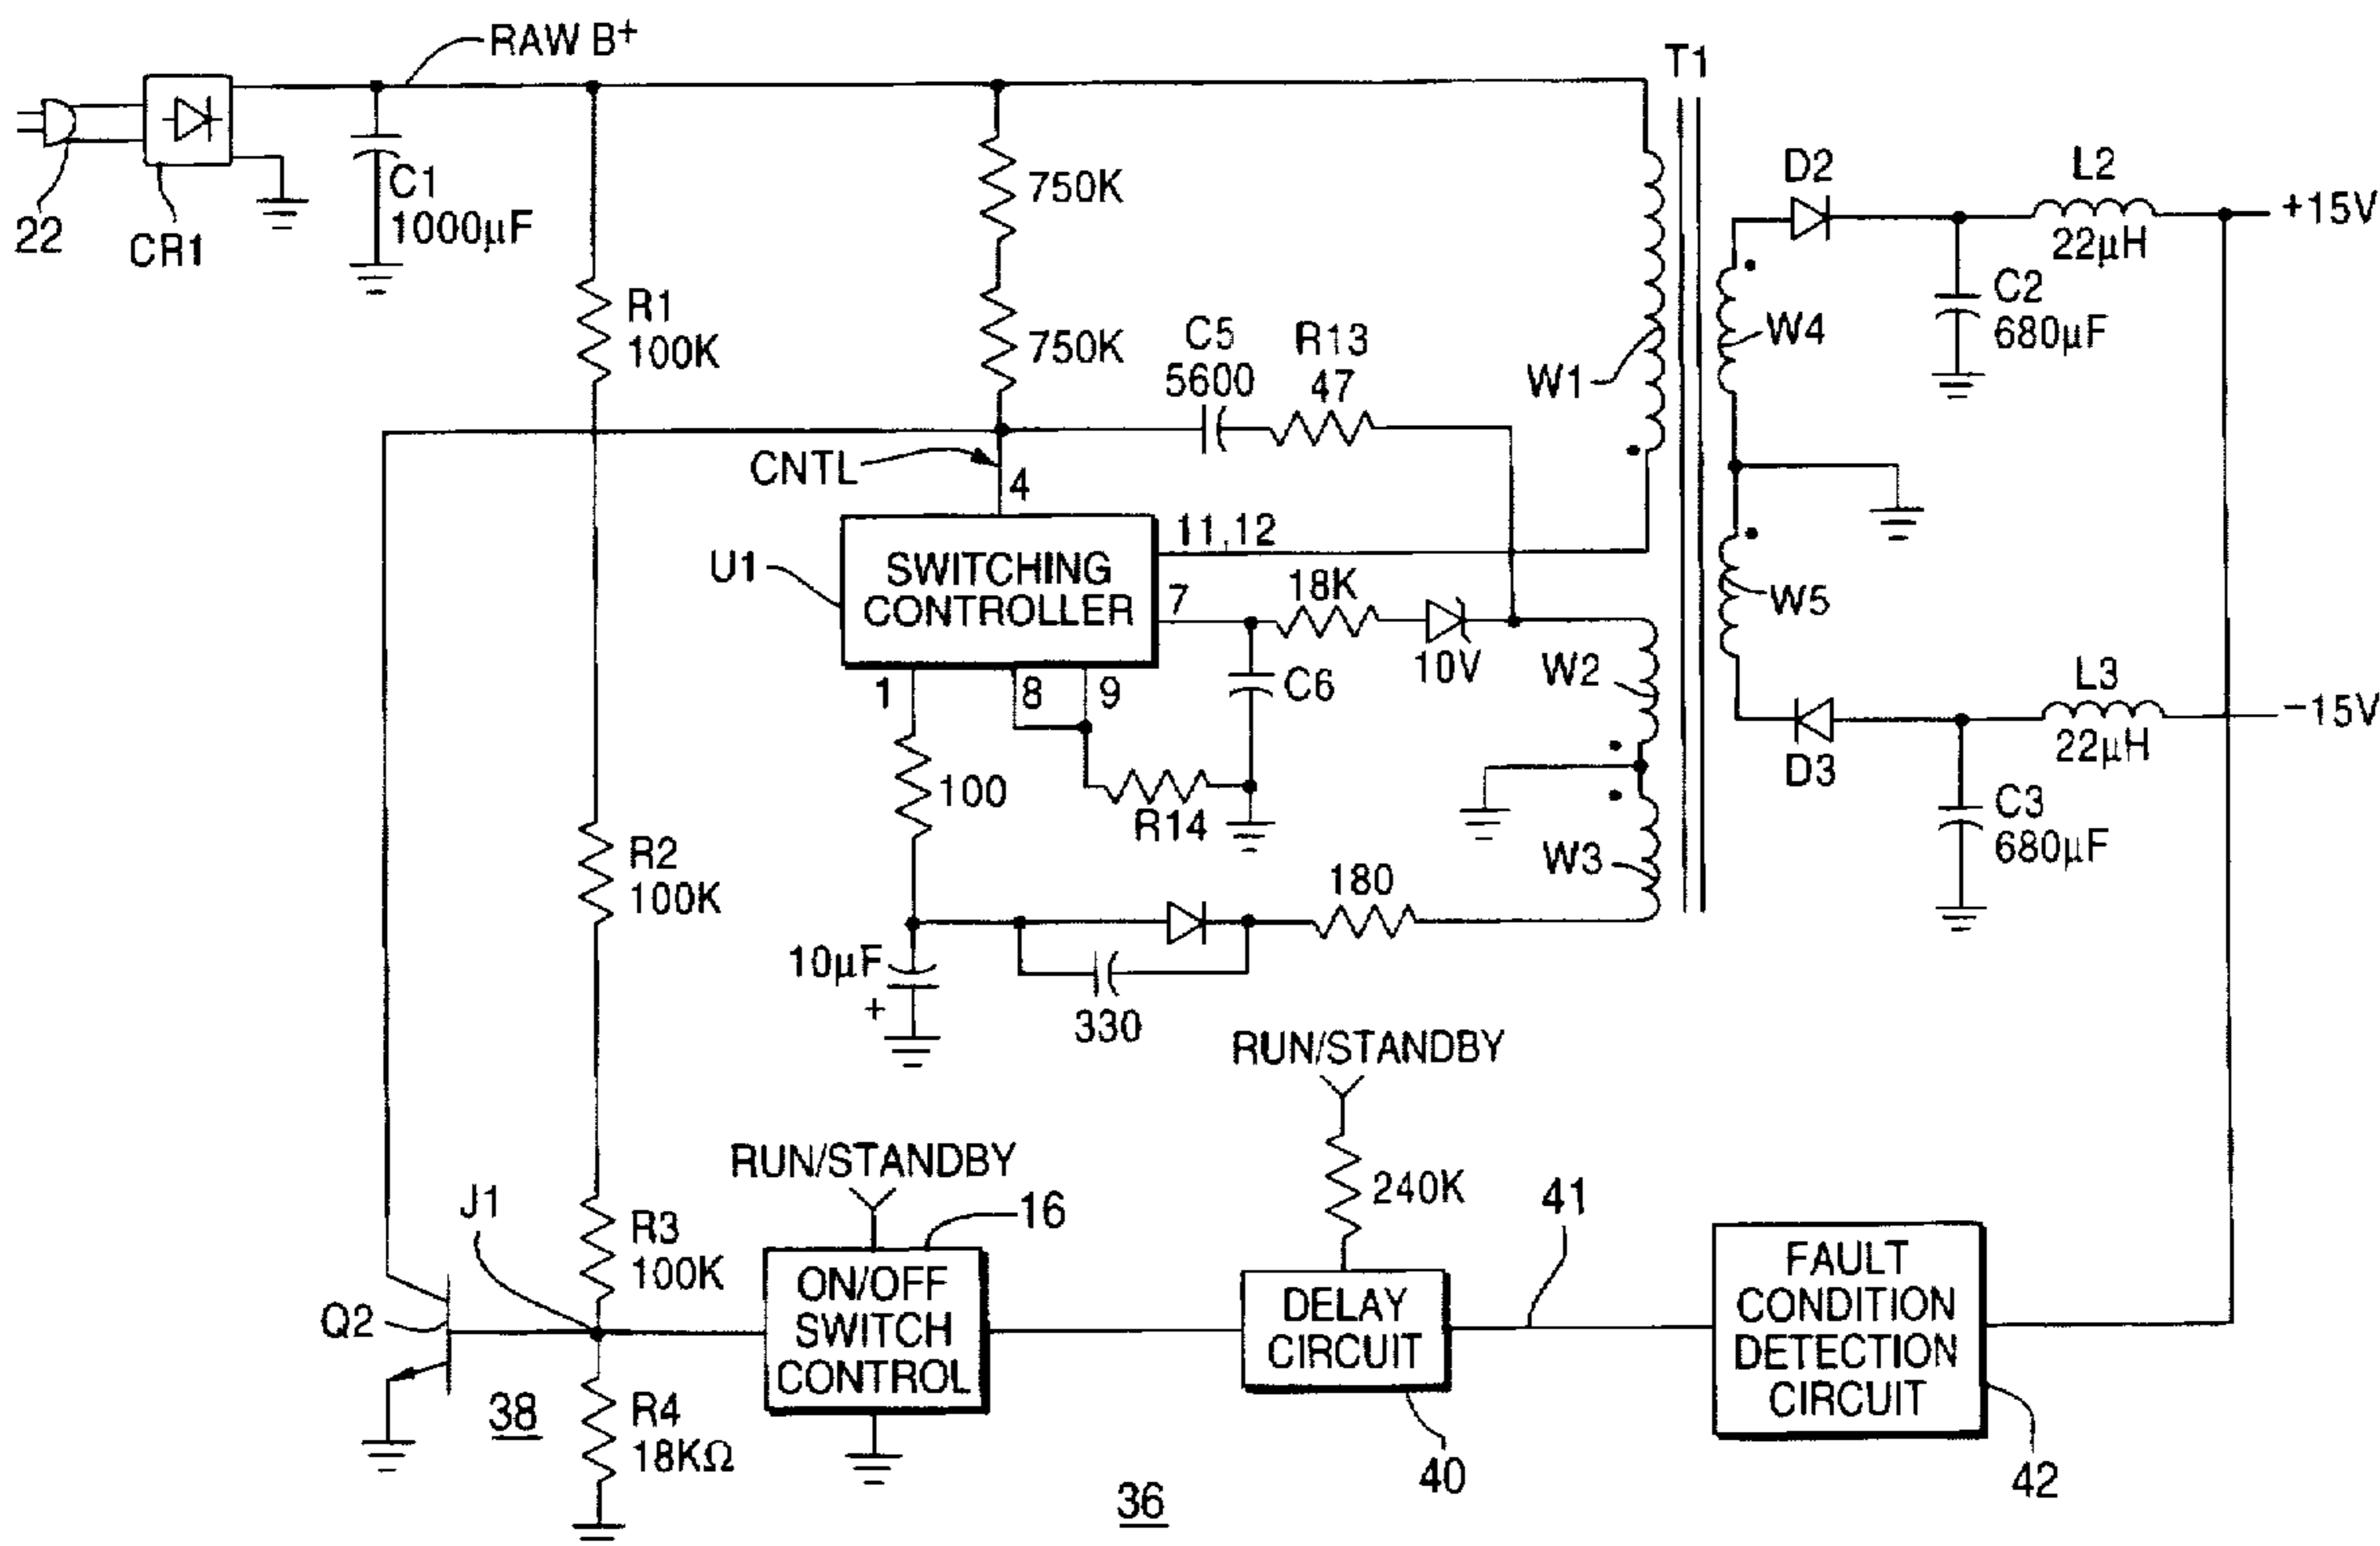 RAW B+
T1
22
CR1
C1
1000µF
750K
R1
100K
750K
C5
5600
R13
47
W1
D2
L2
22µH
+15V
C2
680µF
W4
CNTL
4
U1
SWITCHING
CONTROLLER
11,12
7
18K
10V
1
8
9
C6
R14
100
W2
W3
W5
L3
22µH
-15V
D3
C3
680µF
R2
100K
180
10µF
+
330
RUN/STANDBY
RUN/STANDBY
240K
J1
16
41
R3
100K
Q2
ON/OFF
SWITCH
CONTROL
DELAY
CIRCUIT
FAULT
CONDITION
DETECTION
CIRCUIT
38
R4
18KΩ
36
40
42